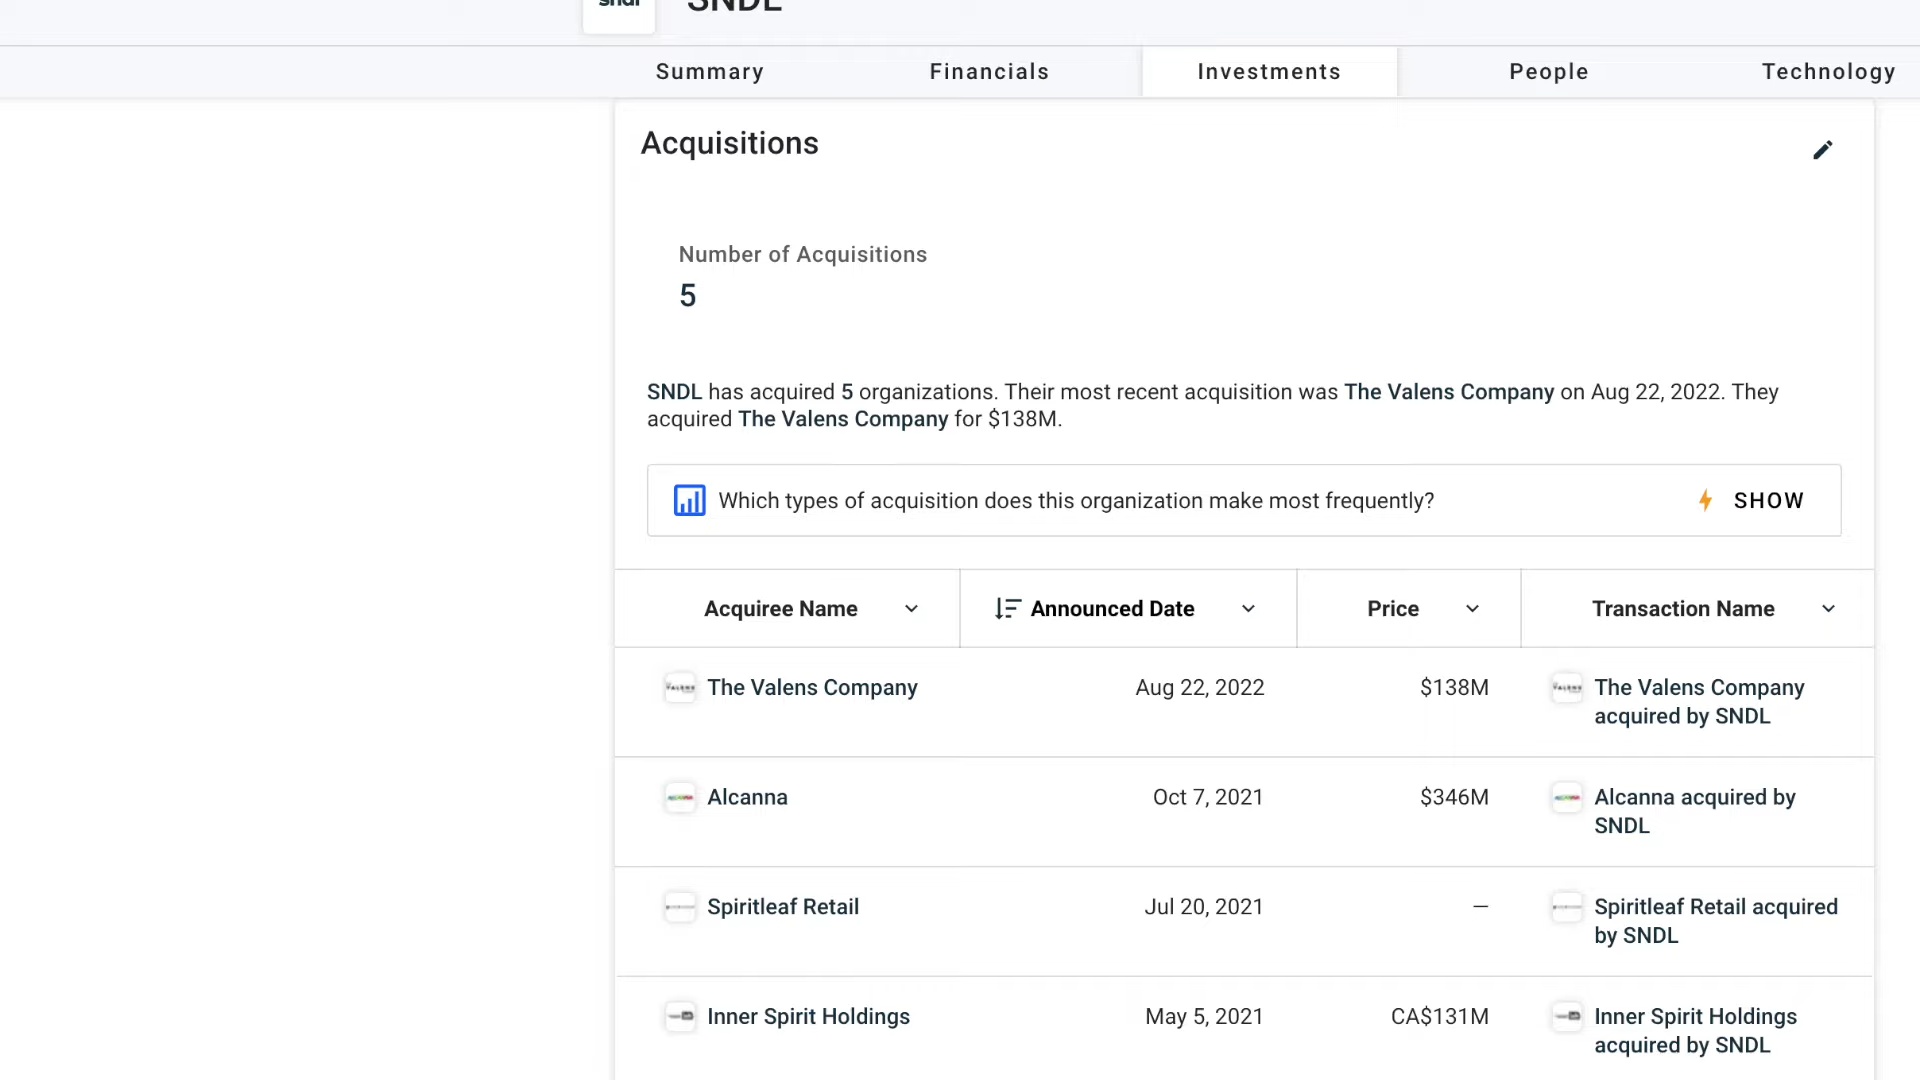 sndl
SNDL
Summary Financials Investments People Technology
Acquisitions
Number of Acquisitions
5
SNDL has acquired 5 organizations. Their most recent acquisition was The Valens Company on Aug 22, 2022. They
acquired The Valens Company for $138M.
Which types of acquisition does this organization make most frequently? SHOW
Acquiree Name Announced Date Price Transaction Name
The Valens Company Aug 22, 2022 $138M The Valens Company
acquired by SNDL
Alcanna Oct 7, 2021 $346M Alcanna acquired by
SNDL
Spiritleaf Retail Jul 20, 2021 — Spiritleaf Retail acquired
by SNDL
Inner Spirit Holdings May 5, 2021 CA$131M Inner Spirit Holdings
acquired by SNDL